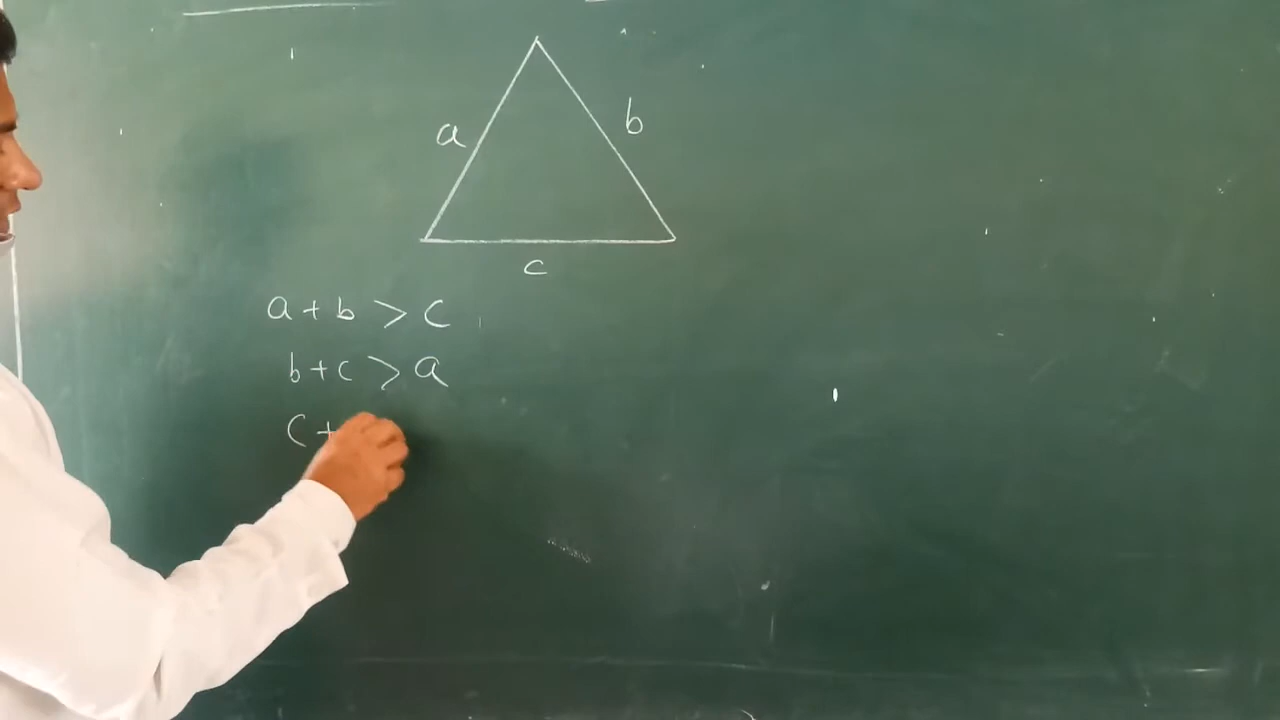 a
b
c
a + b > c
b + c > a
c +